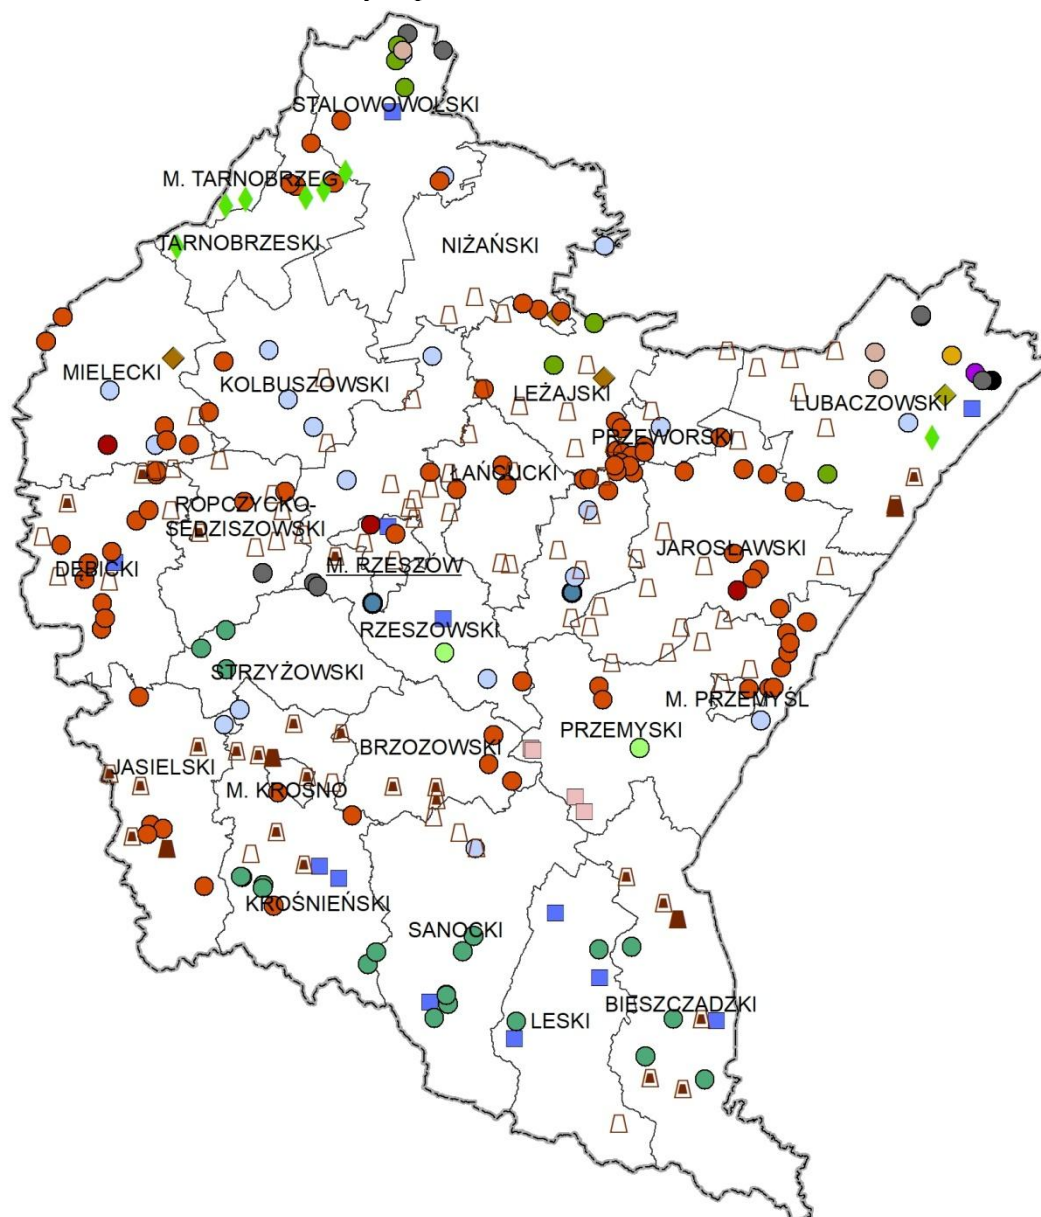 STALOWOWOLSKI
M. TARNOBRZEG
TARNOBRZESKI
NIŻAŃSKI
MIELECKI
KOLBUSZOWSKI
LEŻAJSKI
LUBACZOWSKI
PRZEWORSKI
ŁAŃCUCKI
ROPCZYCKO-
SĘDZISZOWSKI
JAROSŁAWSKI
DĘBICKI
M. RZESZÓW
RZESZOWSKI
STRZYŻOWSKI
M. PRZEMYŚL
PRZEMYSKI
BRZOZOWSKI
JASIELSKI
M. KROSNO
KROŚNIEŃSKI
SANOCKI
BIESZCZADZKI
LESKI